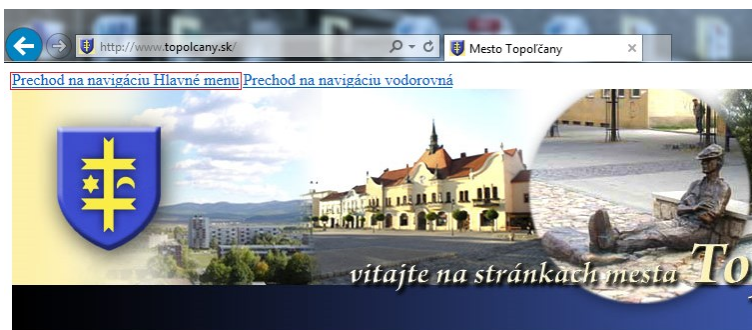 http://www.topolcany.sk/
Mesto Topoľčany
Prechod na navigáciu Hlavné menu Prechod na navigáciu vodorovná
vitajte na stránkach mesta To